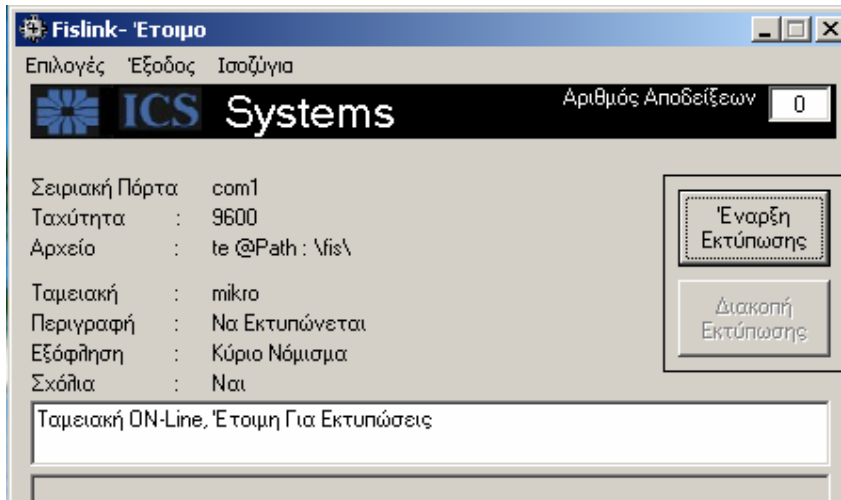 Fislink- Έτοιμο
Επιλογές Έξοδος Ισοζύγια
ICS Systems Αριθμός Αποδείξεων 0
Σειριακή Πόρτα com1
Ταχύτητα : 9600
Αρχείο : te @Path : \fis\
Έναρξη
Εκτύπωσης
Ταμειακή : mikro
Περιγραφή : Να Εκτυπώνεται
Εξόφληση : Κύριο Νόμισμα
Σχόλια : Ναι
Διακοπή
Εκτύπωσης
Ταμειακή ON-Line, Έτοιμη Για Εκτυπώσεις